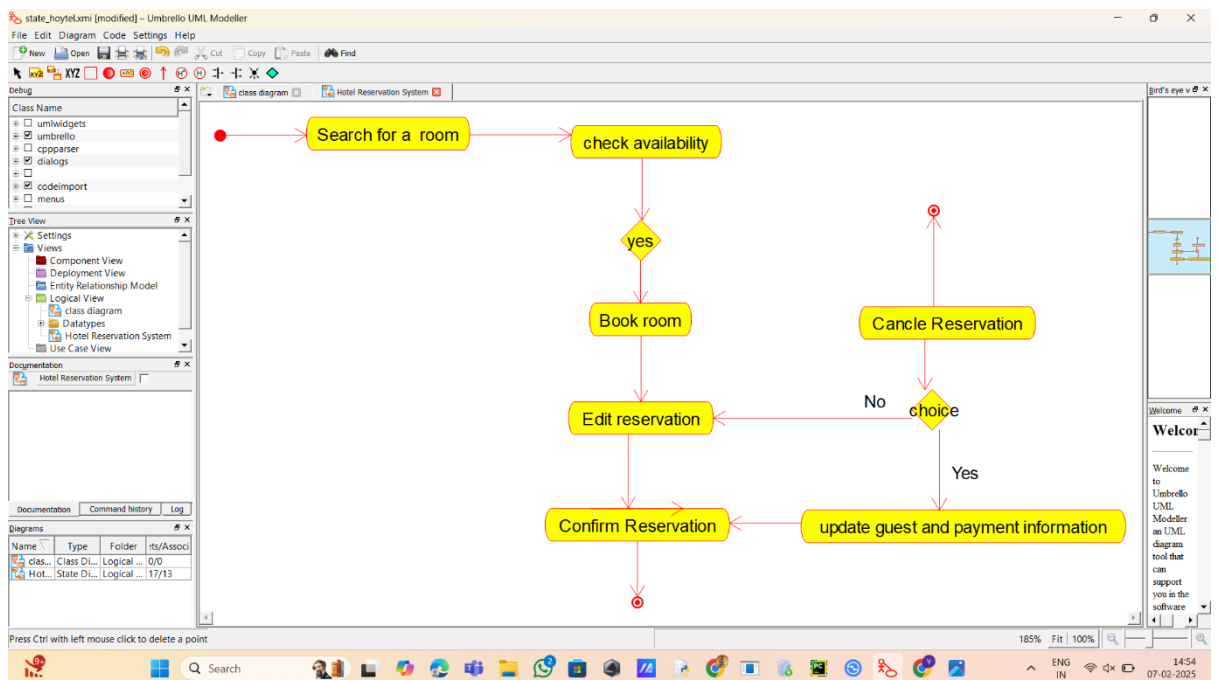 state_hoytel.xmi [modified] – Umbrello UML Modeller
File Edit Diagram Code Settings Help
New Open Cut Copy Paste Find
XYZ XYZ
Debug
class diagram
Hotel Reservation System
Bird's eye v
Class Name
umlwidgets
umbrello
cppparser
dialogs
codeimport
menus
Tree View
Settings
Views
Component View
Deployment View
Entity Relationship Model
Logical View
class diagram
Datatypes
Hotel Reservation System
Use Case View
Documentation
Hotel Reservation System
Documentation Command history Log
Diagrams
Name Type Folder :ts/Associ
clas... Class Di... Logical ... 0/0
Hot... State Di... Logical ... 17/13
Search for a room
check availability
yes
Book room
Cancle Reservation
Edit reservation
No
choice
Yes
Confirm Reservation
update guest and payment information
Welcome
Welcor
Welcome
to
Umbrello
UML
Modeller
an UML
diagram
tool that
can
support
you in the
software
Press Ctrl with left mouse click to delete a point
185% Fit 100%
Search
ENG
IN
14:54
07-02-2025